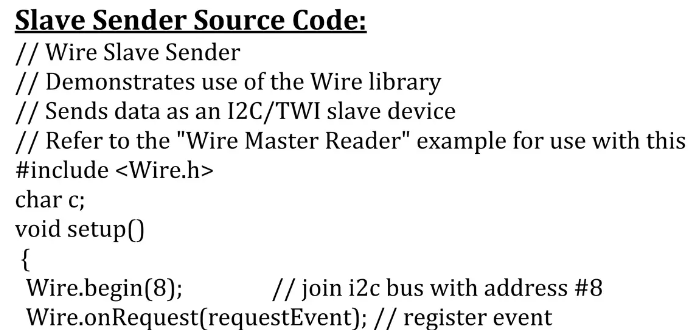 Slave Sender Source Code:
// Wire Slave Sender
// Demonstrates use of the Wire library
// Sends data as an I2C/TWI slave device
// Refer to the "Wire Master Reader" example for use with this
#include <Wire.h>
char c;
void setup()
{
Wire.begin(8); // join i2c bus with address #8
Wire.onRequest(requestEvent); // register event